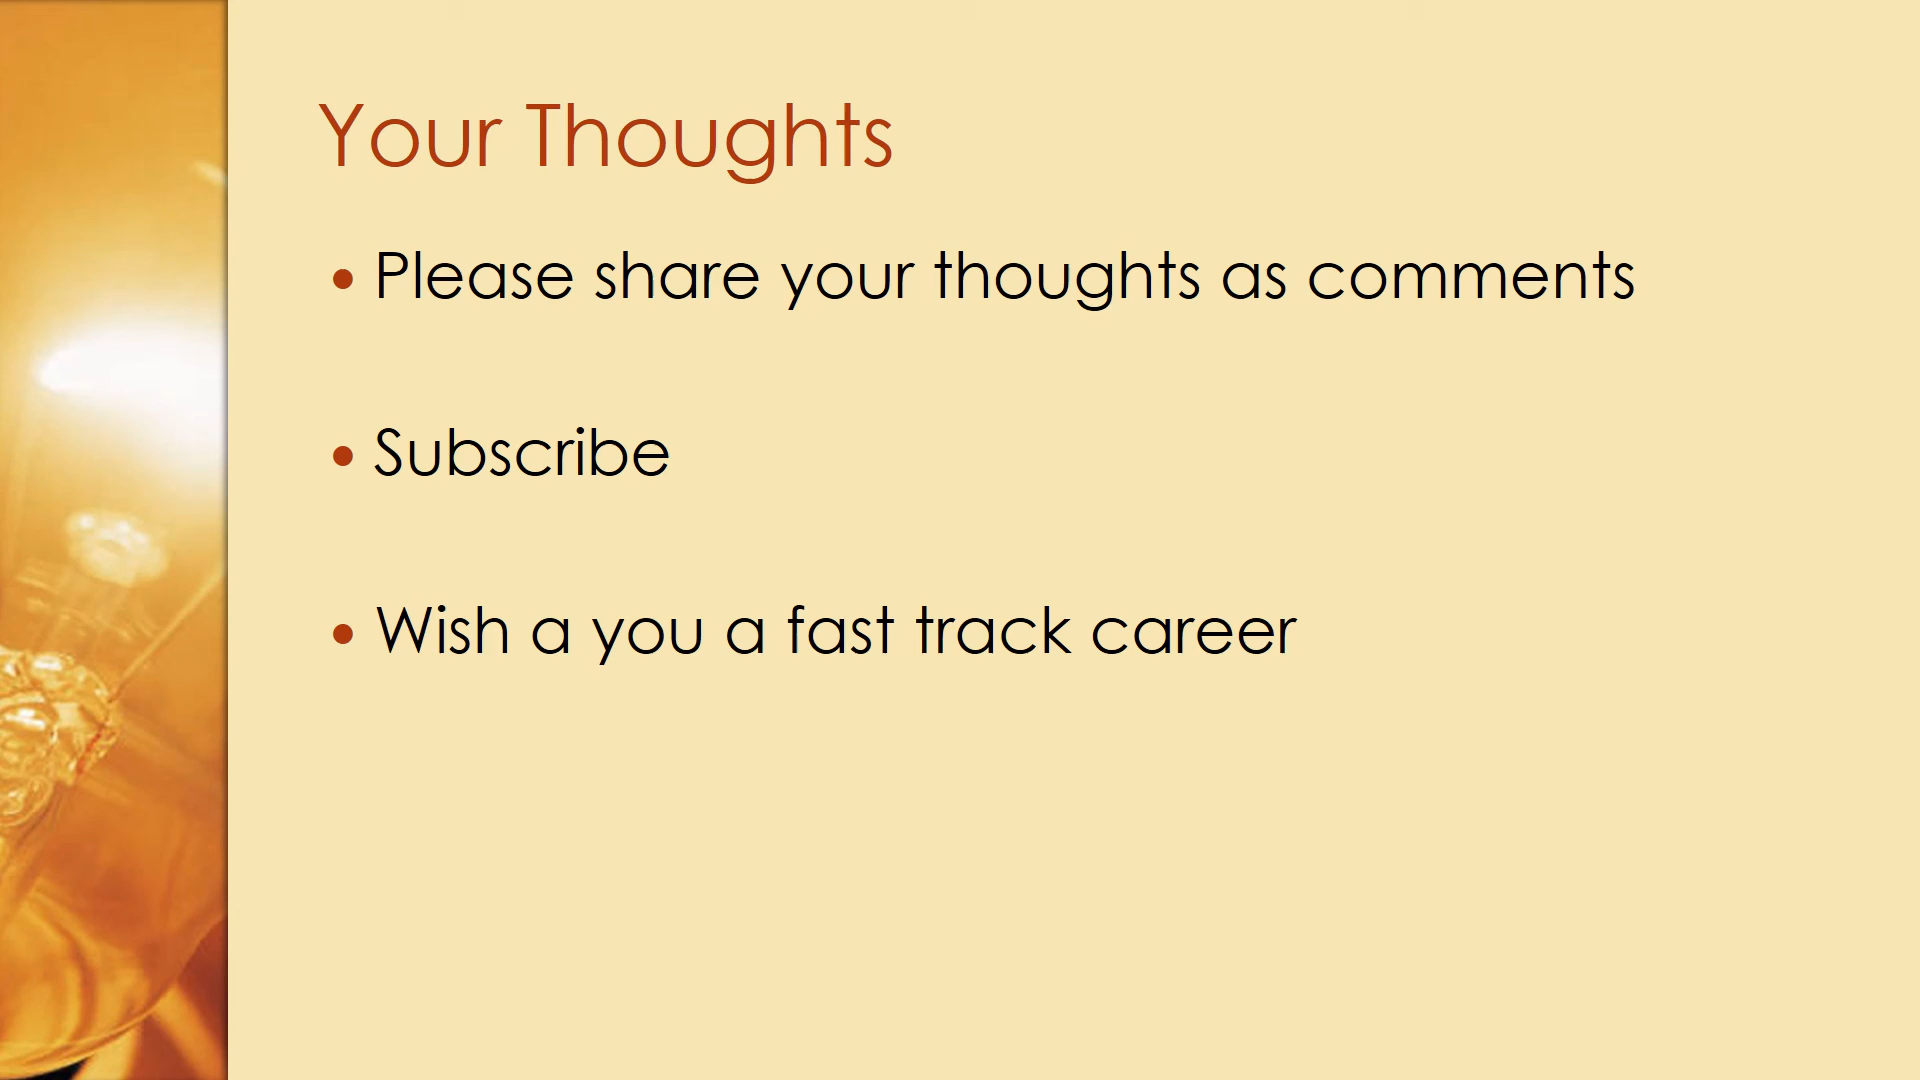 Your Thoughts
• Please share your thoughts as comments
• Subscribe
• Wish a you a fast track career